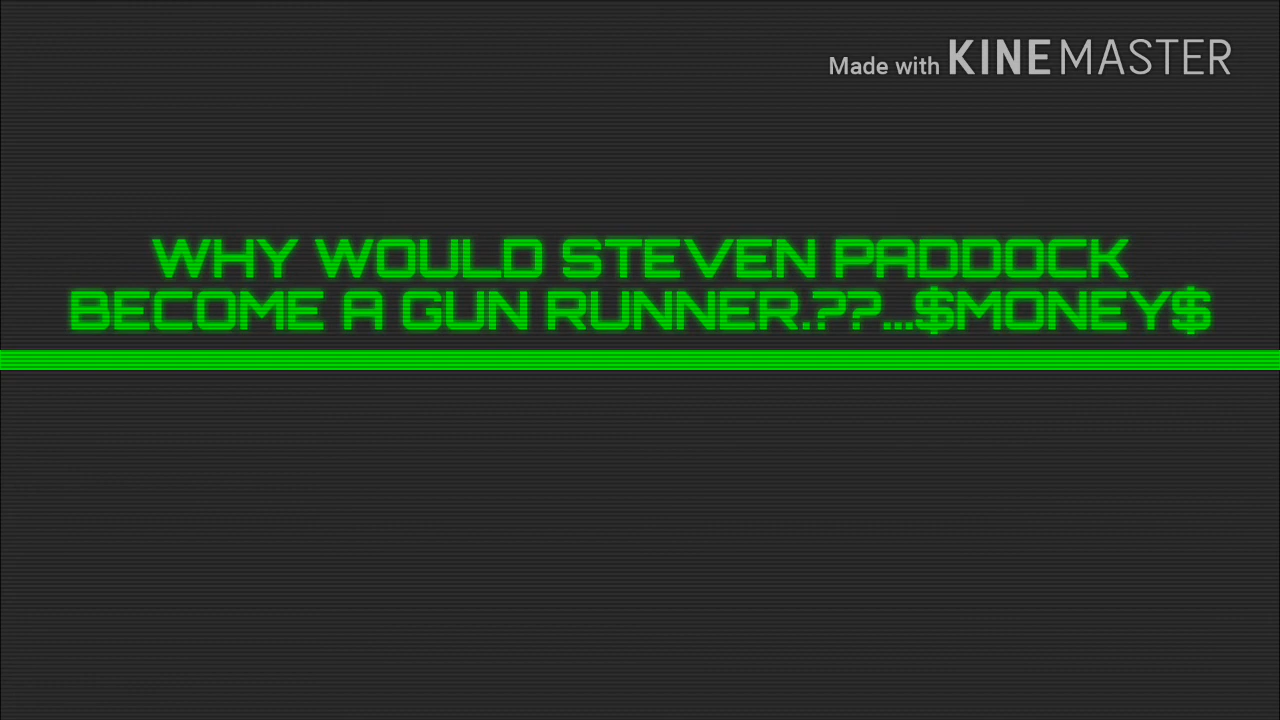 Made with KINEMASTER
WHY WOULD STEVEN PADDOCK
BECOME A GUN RUNNER.??...$MONEY$